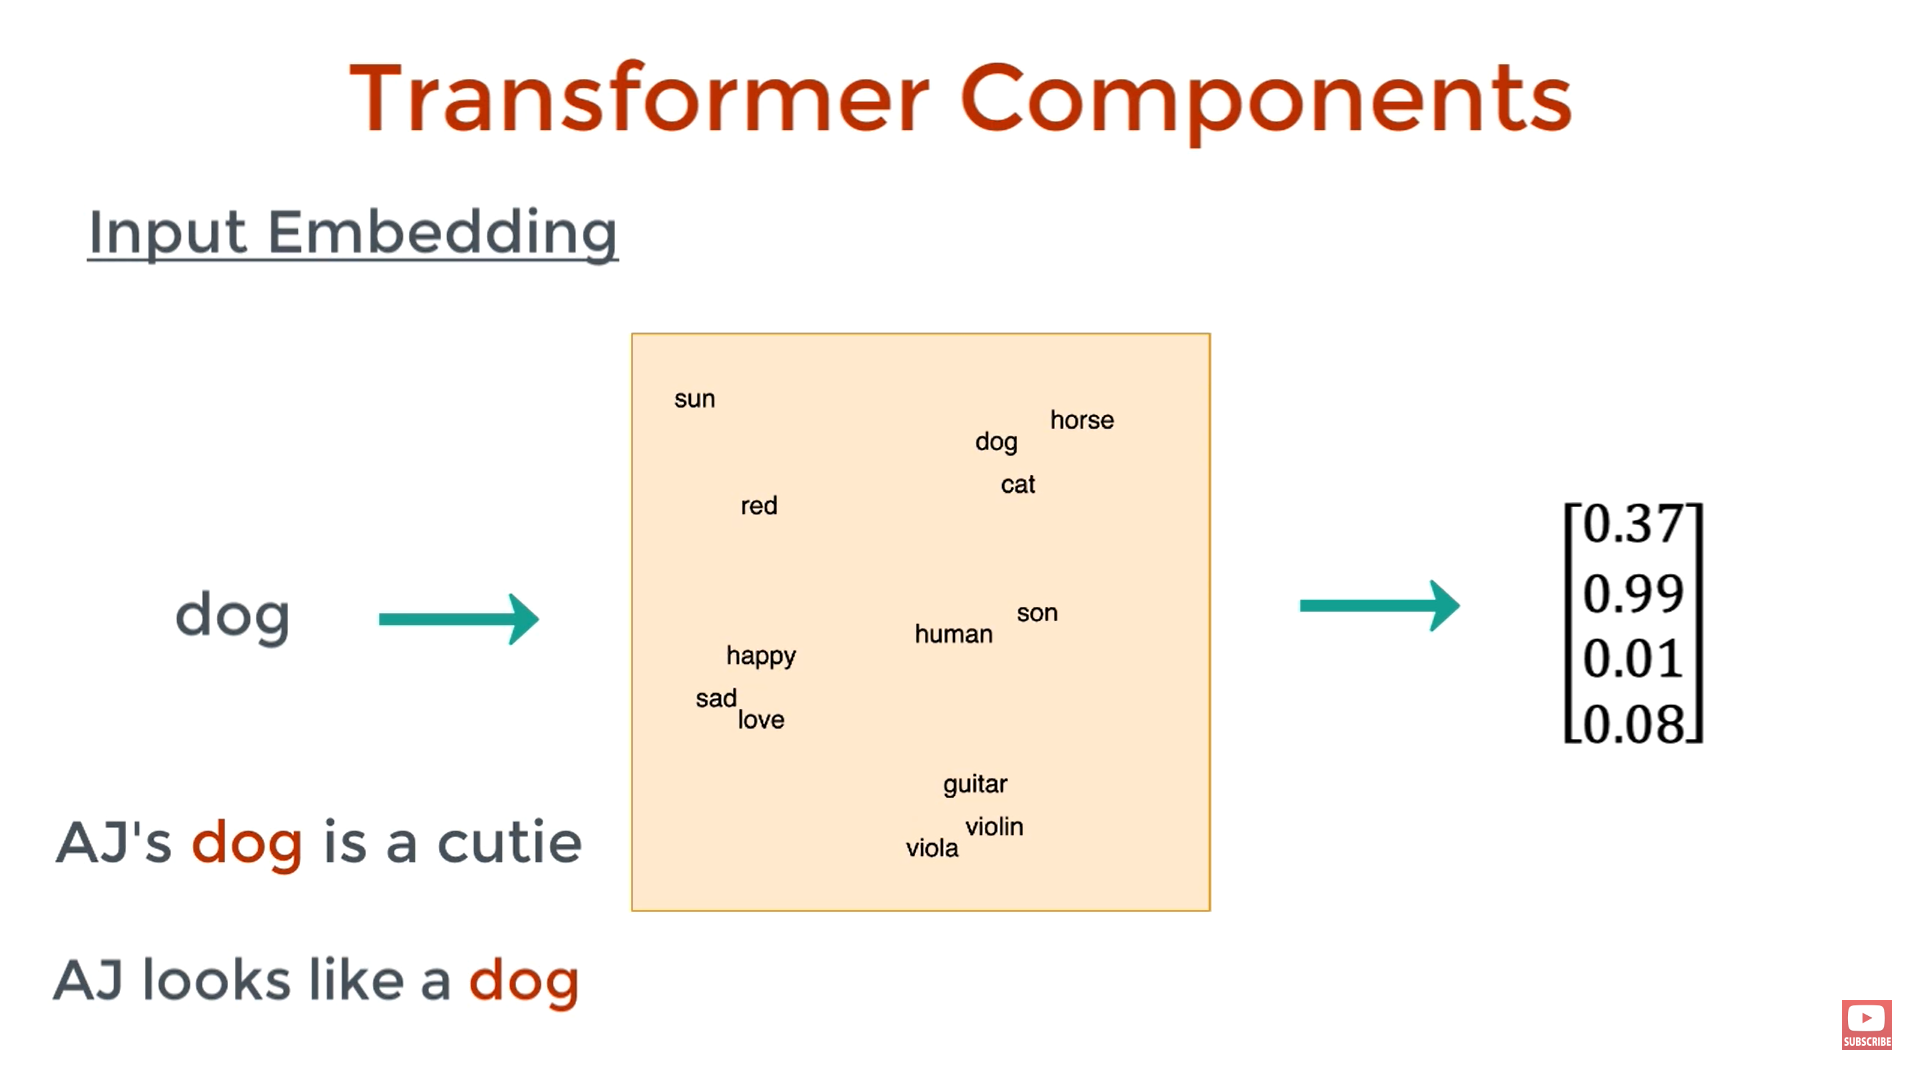 Transformer Components
Input Embedding
sun
horse
dog
cat
red
dog
son
human
happy
sad
love
guitar
violin
viola
0.37
0.99
0.01
0.08
AJ's dog is a cutie
AJ looks like a dog
SUBSCRIBE